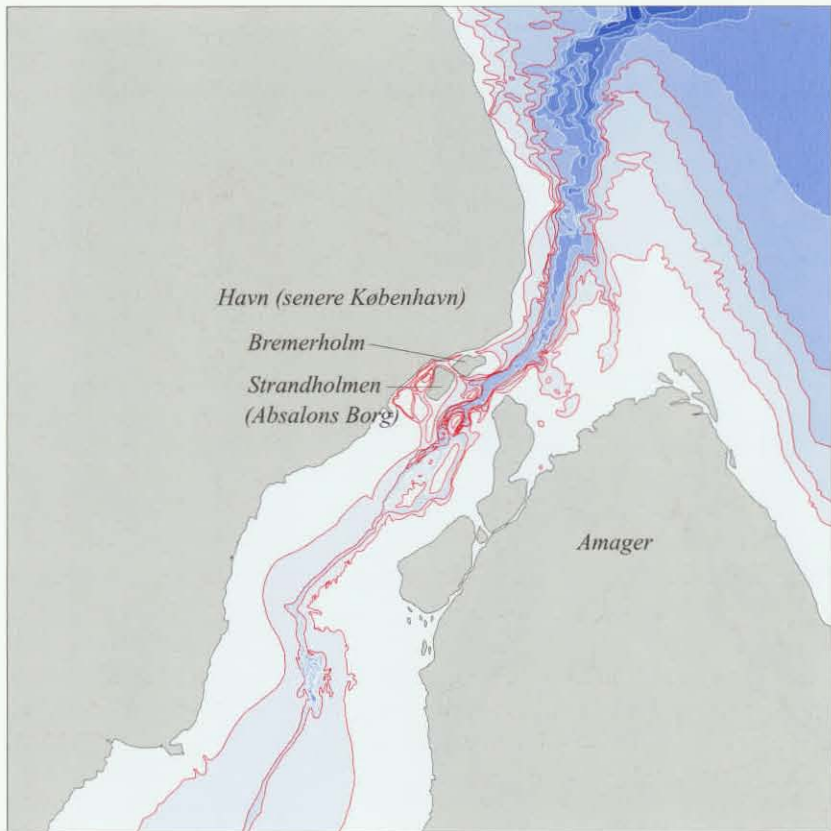 Havn (senere København)
Bremerholm
Strandholmen
(Absalons Borg)
Amager